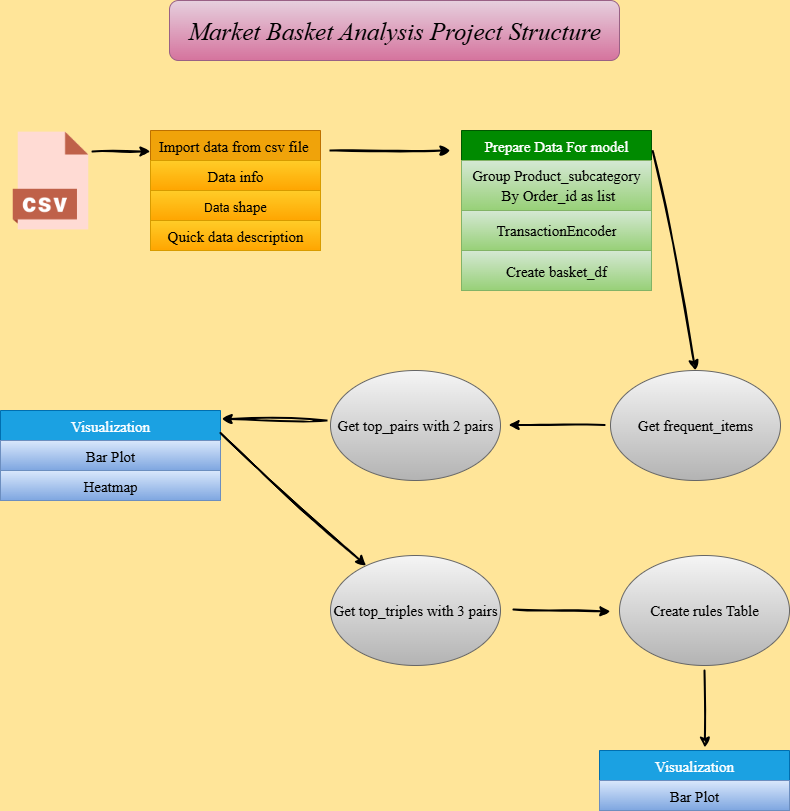 Market Basket Analysis Project Structure
CSV
Import data from csv file
Data info
Data shape
Quick data description
Prepare Data For model
Group Product_subcategory
By Order_id as list
TransactionEncoder
Create basket_df
Get frequent_items
Get top_pairs with 2 pairs
Visualization
Bar Plot
Heatmap
Get top_triples with 3 pairs
Create rules Table
Visualization
Bar Plot